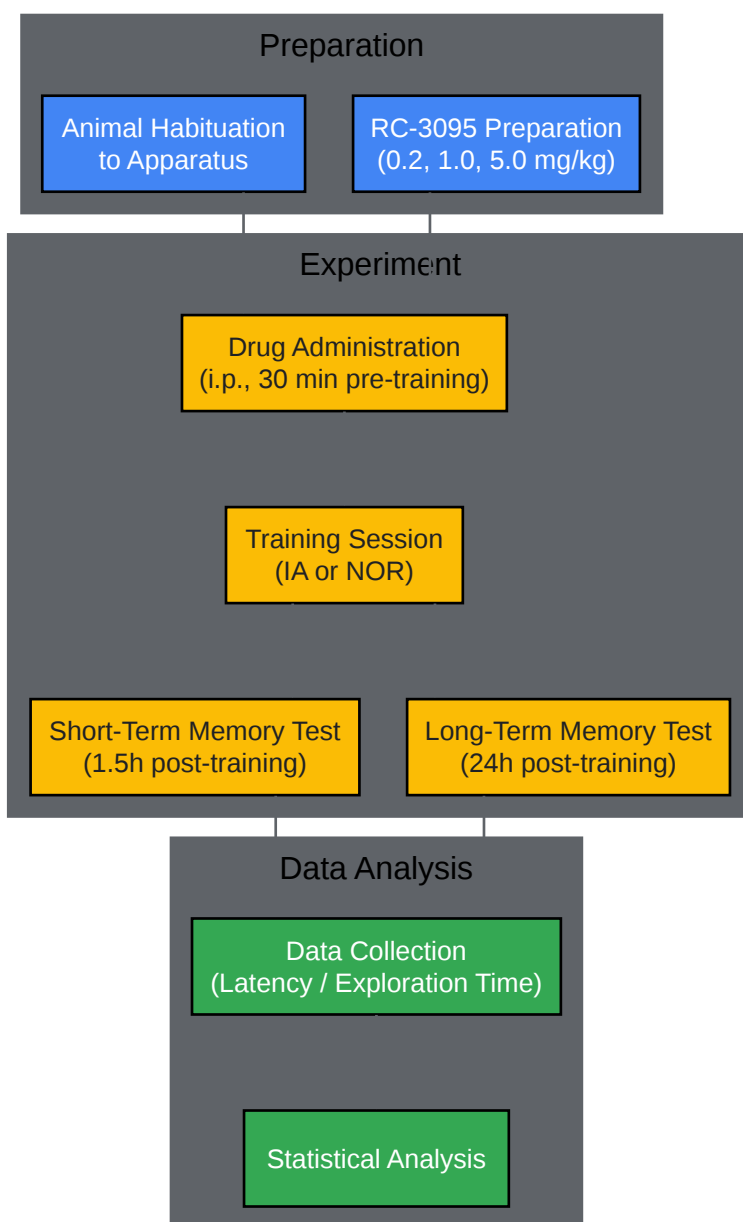 Preparation
Animal Habituation
to Apparatus
RC-3095 Preparation
(0.2, 1.0, 5.0 mg/kg)
Experiment
Drug Administration
(i.p., 30 min pre-training)
Training Session
(IA or NOR)
Short-Term Memory Test
(1.5h post-training)
Long-Term Memory Test
(24h post-training)
Data Analysis
Data Collection
(Latency / Exploration Time)
Statistical Analysis